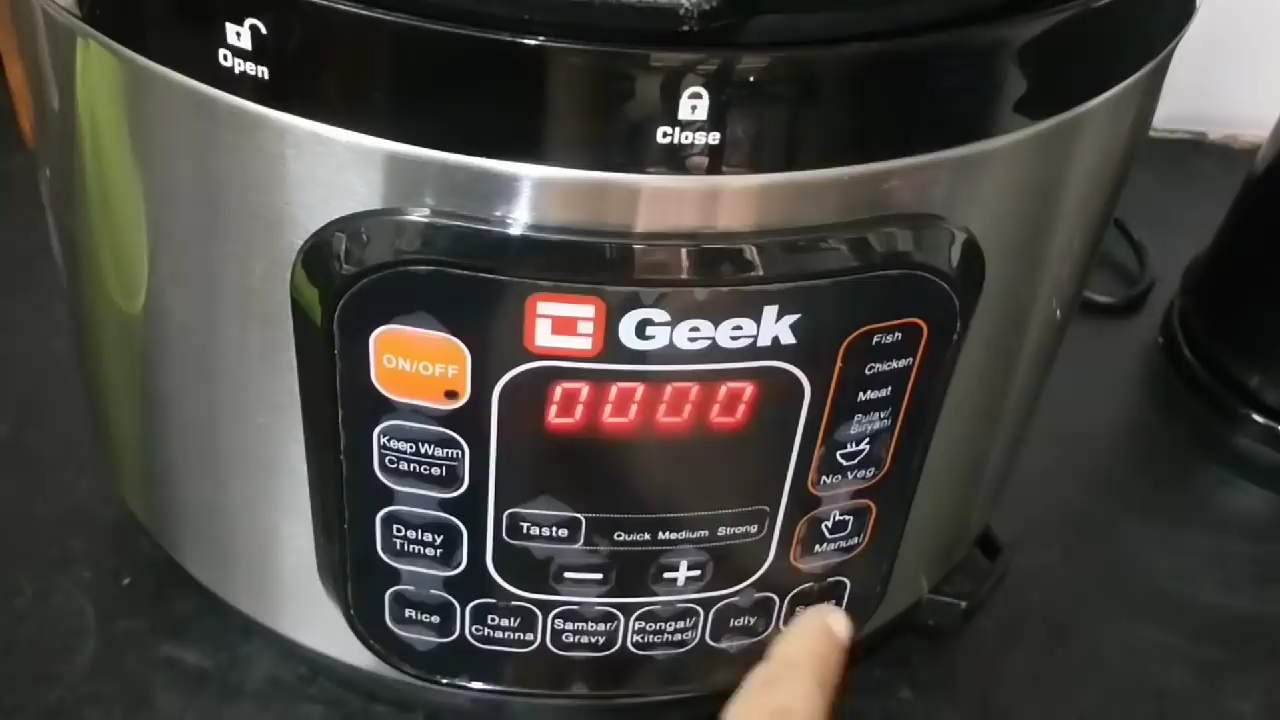 Open
Close
Geek
ON/OFF
0000
Keep Warm
Cancel
Delay
Timer
Taste
Quick Medium Strong
−
+
Fish
Chicken
Meat
Pulav/
Biryani
No Veg.
Manual
Rice
Dal/
Channa
Sambar/
Gravy
Pongal/
Kitchadi
Idly